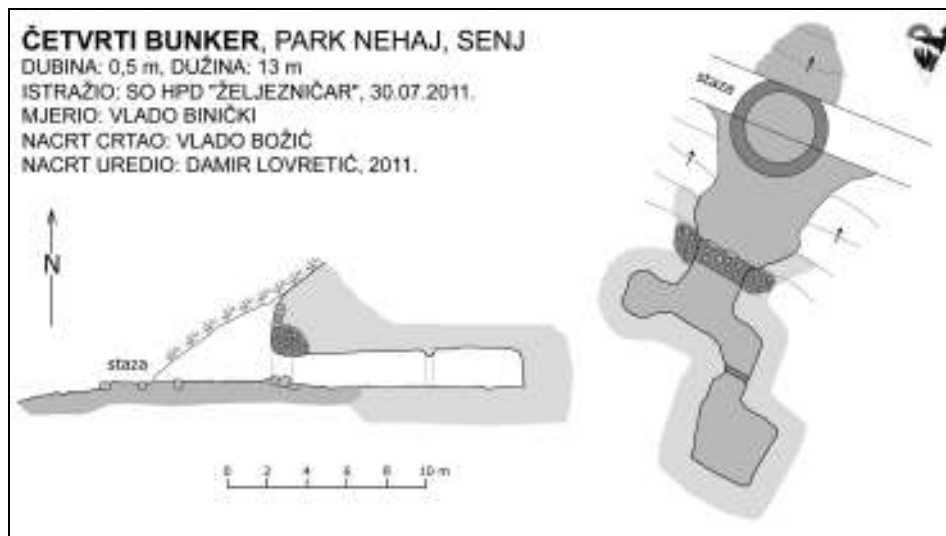 ČETVRTI BUNKER, PARK NEHAJ, SENJ
DUBINA: 0,5 m, DUŽINA: 13 m
ISTRAŽIO: SO HPD "ŽELJEZNIČAR", 30.07.2011.
MJERIO: VLADO BINIČKI
NACRT CRTAO: VLADO BOŽIĆ
NACRT UREDIO: DAMIR LOVRETIĆ, 2011.
staza
N
staza
0 2 4 6 8 10 m